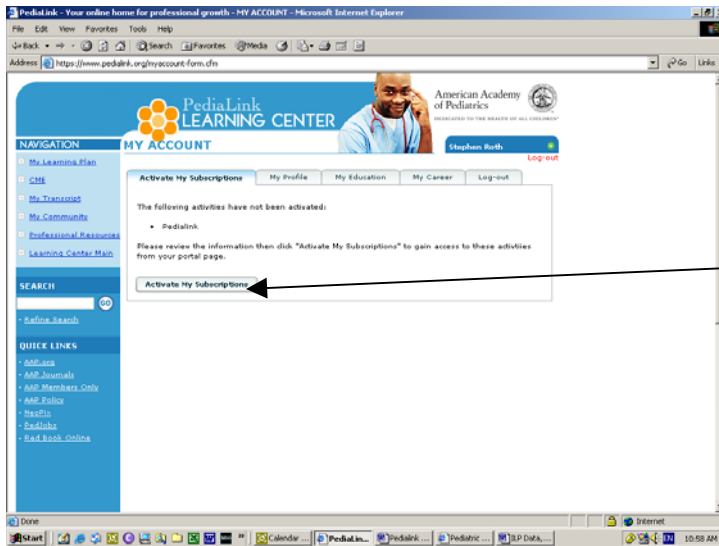 PediaLink - Your online home for professional growth - MY ACCOUNT - Microsoft Internet Explorer
File Edit View Favorites Tools Help
Back Search Favorites Media
Address https://www.pedialink.org/myaccount-form.cfm Go Links
PediaLink
LEARNING CENTER
American Academy
of Pediatrics
DEDICATED TO THE HEALTH OF ALL CHILDREN
NAVIGATION
MY ACCOUNT
Stephen Roth
Log-out
My Learning Plan
CME
My Transcript
My Community
Professional Resources
Learning Center Main
Activate My Subscriptions My Profile My Education My Career Log-out
The following activities have not been activated:
• Pedialink
Please review the information then click "Activate My Subscriptions" to gain access to these activtiies
from your portal page.
Activate My Subscriptions
SEARCH
GO
Refine Search
QUICK LINKS
AAP.org
AAP Journals
AAP Members Only
AAP Policy
NeoPix
PedJobs
Red Book Online
Done Internet
Start Calendar ... PediaLin... Pedialink ... Pediatric ... ILP Data,... EN 10:58 AM